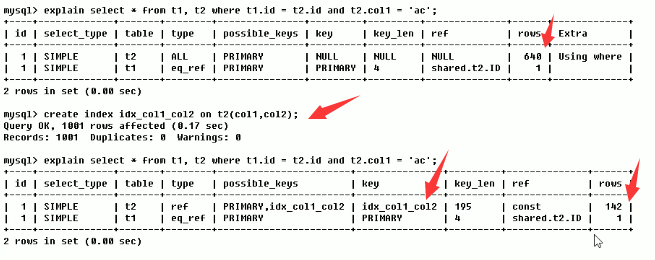 mysql> explain select * from t1, t2 where t1.id = t2.id and t2.col1 = 'ac';
+----+-------------+-------+--------+---------------+---------+---------+--------------+------+-------------+
| id | select_type | table | type | possible_keys | key | key_len | ref | rows | Extra
+----+-------------+-------+--------+---------------+---------+---------+--------------+------+-------------+
| 1 | SIMPLE | t2 | ALL | PRIMARY | NULL | NULL | NULL | 640 | Using where
| 1 | SIMPLE | t1 | eq_ref | PRIMARY | PRIMARY | 4 | shared.t2.ID | 1 |
+----+-------------+-------+--------+---------------+---------+---------+--------------+------+-------------+
2 rows in set (0.00 sec)
mysql> create index idx_col1_col2 on t2(col1,col2);
Query OK, 1001 rows affected (0.17 sec)
Records: 1001 Duplicates: 0 Warnings: 0
mysql> explain select * from t1, t2 where t1.id = t2.id and t2.col1 = 'ac';
+----+-------------+-------+--------+-----------------------+---------------+---------+--------------+------+
| id | select_type | table | type | possible_keys | key | key_len | ref | rows |
+----+-------------+-------+--------+-----------------------+---------------+---------+--------------+------+
| 1 | SIMPLE | t2 | ref | PRIMARY,idx_col1_col2 | idx_col1_col2 | 195 | const | 142 |
| 1 | SIMPLE | t1 | eq_ref | PRIMARY | PRIMARY | 4 | shared.t2.ID | 1 |
+----+-------------+-------+--------+-----------------------+---------------+---------+--------------+------+
2 rows in set (0.00 sec)